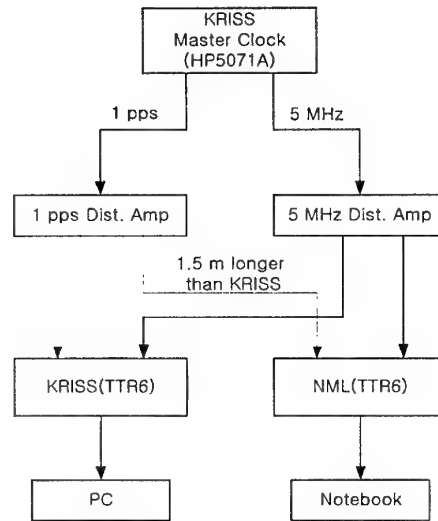 KRISS
Master Clock
(HP5071A)
1 pps
5 MHz
1 pps Dist. Amp
5 MHz Dist. Amp
1.5 m longer
than KRISS
KRISS(TTR6)
NML(TTR6)
PC
Notebook